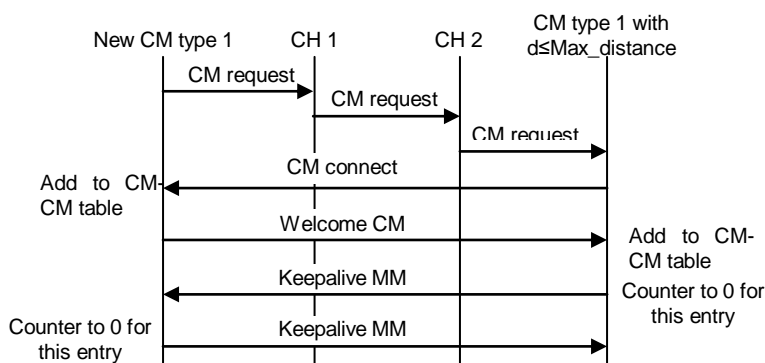 CM type 1 with
New CM type 1 CH 1 CH 2 d≤Max_distance
CM request
CM request
CM request
CM connect
Add to CM-
CM table
Welcome CM
Add to CM-
CM table
Keepalive MM
Counter to 0 for
this entry
Keepalive MM
Counter to 0 for
this entry